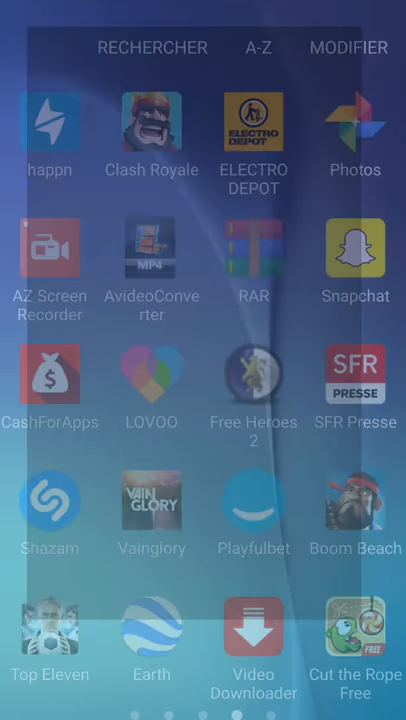 RECHERCHER A-Z MODIFIER
happn Clash Royale ELECTRO DEPOT Photos
ELECTRO
DEPOT
AZ Screen Recorder AvideoConverter RAR Snapchat
MP4
CashForApps LOVOO Free Heroes 2 SFR Presse
SFR
PRESSE
Shazam Vainglory Playfulbet Boom Beach
VAIN
GLORY
Top Eleven Earth Video Downloader Cut the Rope Free
FREE